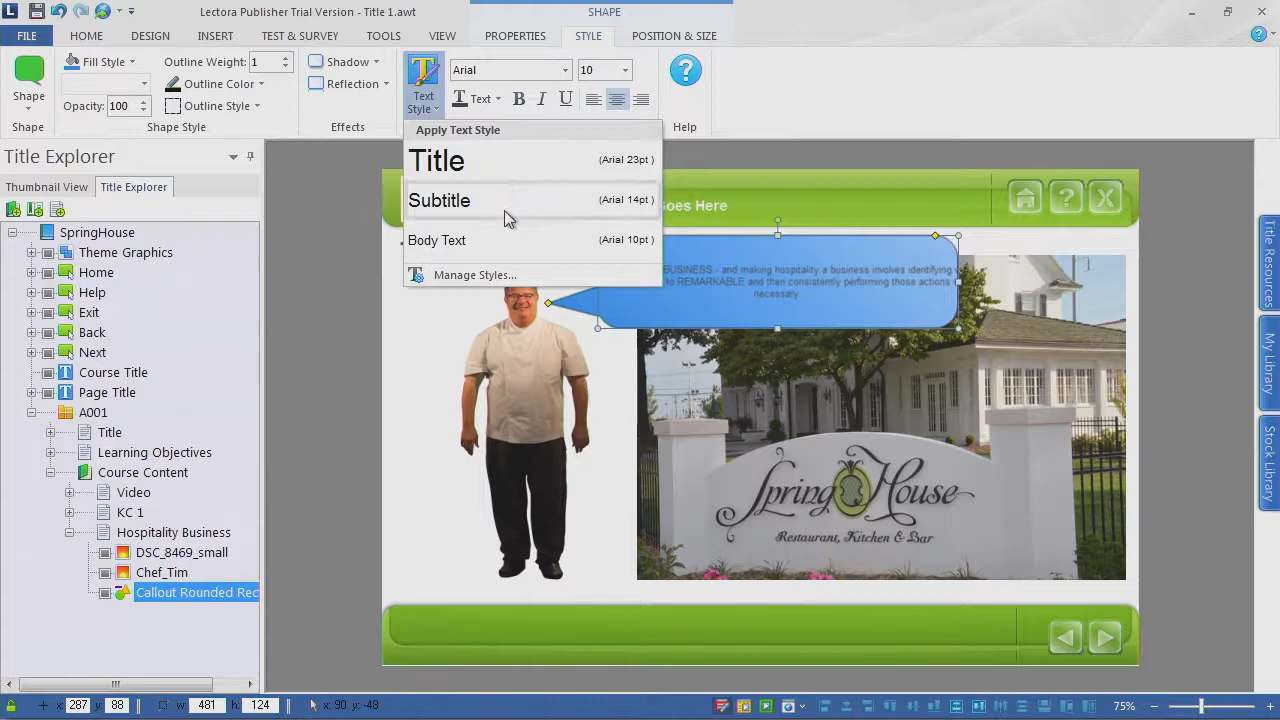 Lectora Publisher Trial Version - Title 1.awt
SHAPE
FILE
HOME
DESIGN
INSERT
TEST & SURVEY
TOOLS
VIEW
PROPERTIES
STYLE
POSITION & SIZE
Shape
Shape
Fill Style
Opacity: 100
Outline Weight: 1
Outline Color
Outline Style
Shape Style
Shadow
Reflection
Effects
Text
Style
Arial
10
Text
B I U
Help
Apply Text Style
Title (Arial 23pt )
Subtitle (Arial 14pt )
Body Text (Arial 10pt )
Manage Styles...
Title Explorer
Thumbnail View
Title Explorer
SpringHouse
Theme Graphics
Home
Help
Exit
Back
Next
Course Title
Page Title
A001
Title
Learning Objectives
Course Content
Video
KC 1
Hospitality Business
DSC_8469_small
Chef_Tim
Callout Rounded Rec
Goes Here
BUSINESS - and making hospitality a business involves identifying
to REMARKABLE and then consistently performing those actions
necessary.
Spring House
Restaurant, Kitchen & Bar
Title Resources
My Library
Stock Library
x: 287 y: 88 w: 481 h: 124 x: 90 y: -48
75%